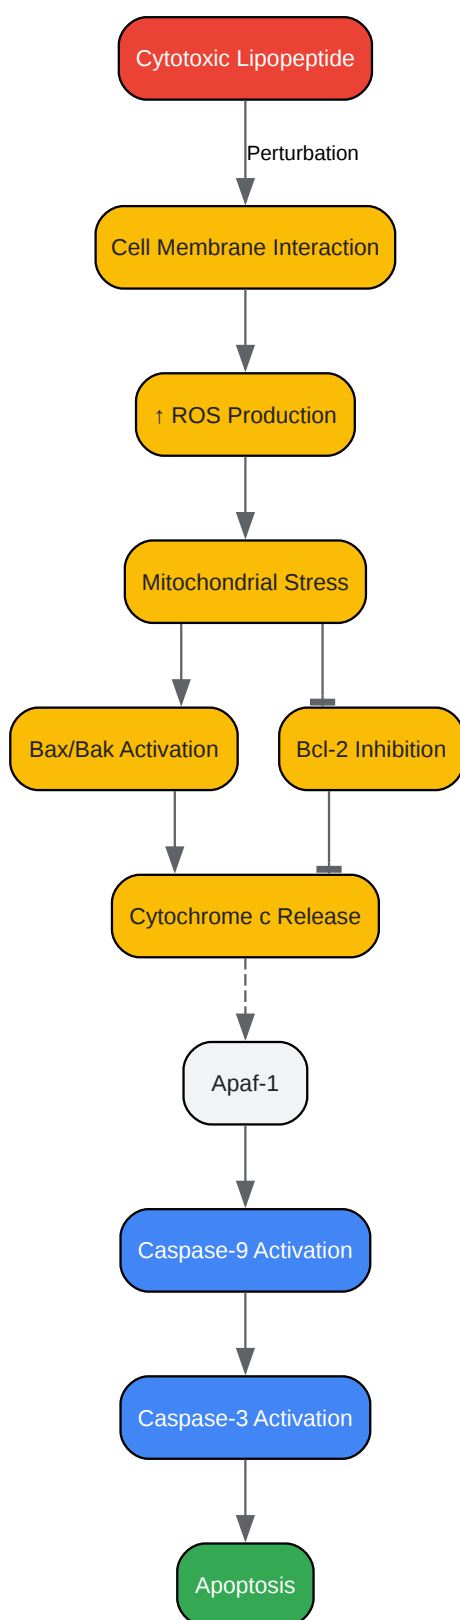 Cytotoxic Lipopeptide
Perturbation
Cell Membrane Interaction
↑ ROS Production
Mitochondrial Stress
Bax/Bak Activation
Bcl-2 Inhibition
Cytochrome c Release
Apaf-1
Caspase-9 Activation
Caspase-3 Activation
Apoptosis